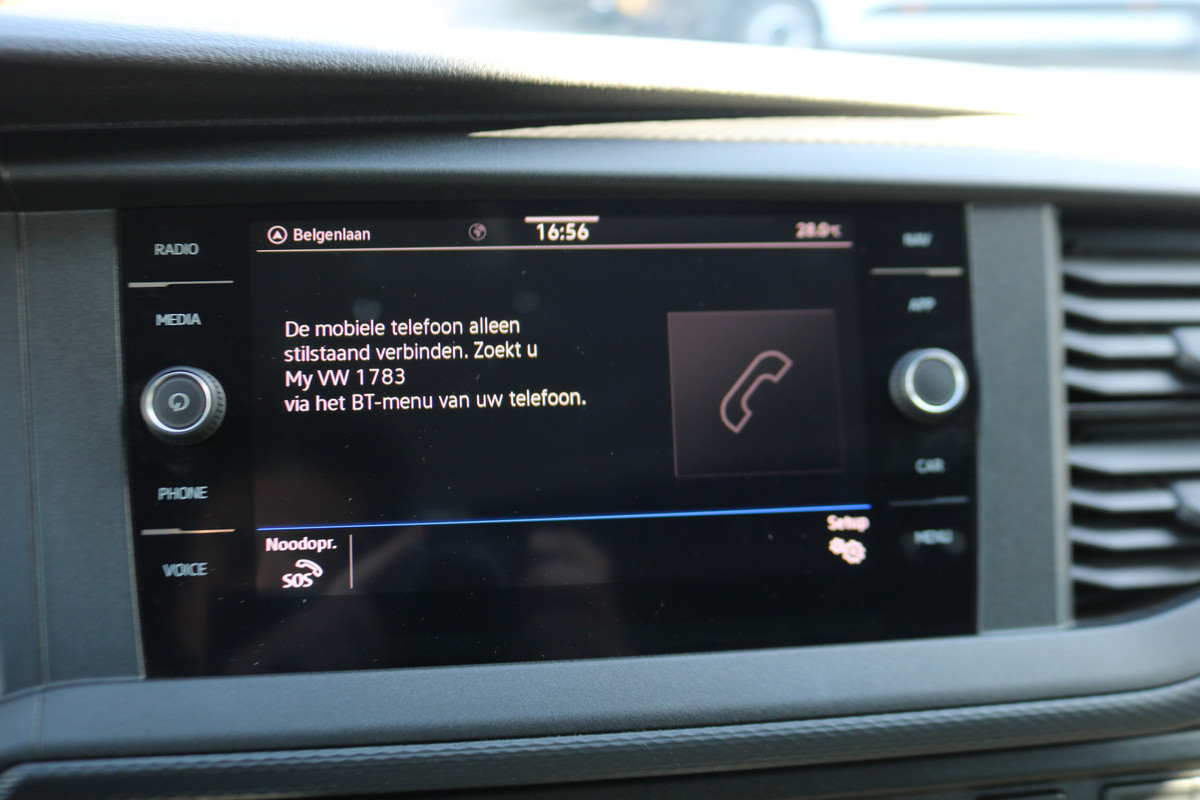 RADIO
MEDIA
PHONE
VOICE
Belgenlaan
16:56
28.0°C
De mobiele telefoon alleen
stilstaand verbinden. Zoekt u
My VW 1783
via het BT-menu van uw telefoon.
Noodopr.
SOS
Setup
NAV
APP
CAR
MENU